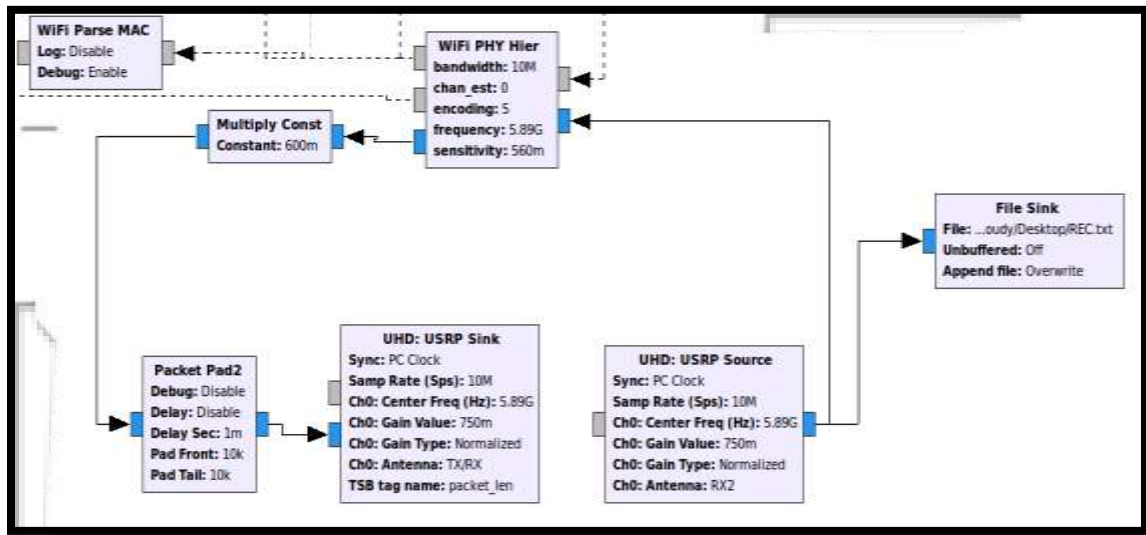 WiFi Parse MAC
Log: Disable
Debug: Enable
WiFi PHY Hier
bandwidth: 10M
chan_est: 0
encoding: 5
frequency: 5.89G
sensitivity: 560m
Multiply Const
Constant: 600m
File Sink
File: ...oudy/Desktop/REC.txt
Unbuffered: Off
Append file: Overwrite
Packet Pad2
Debug: Disable
Delay: Disable
Delay Sec: 1m
Pad Front: 10k
Pad Tail: 10k
UHD: USRP Sink
Sync: PC Clock
Samp Rate (Sps): 10M
Ch0: Center Freq (Hz): 5.89G
Ch0: Gain Value: 750m
Ch0: Gain Type: Normalized
Ch0: Antenna: TX/RX
TSB tag name: packet_len
UHD: USRP Source
Sync: PC Clock
Samp Rate (Sps): 10M
Ch0: Center Freq (Hz): 5.89G
Ch0: Gain Value: 750m
Ch0: Gain Type: Normalized
Ch0: Antenna: RX2